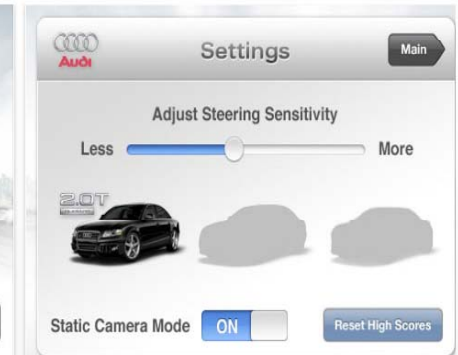 Audi
Settings
Main
Adjust Steering Sensitivity
Less
More
2.0T
Static Camera Mode
ON
Reset High Scores